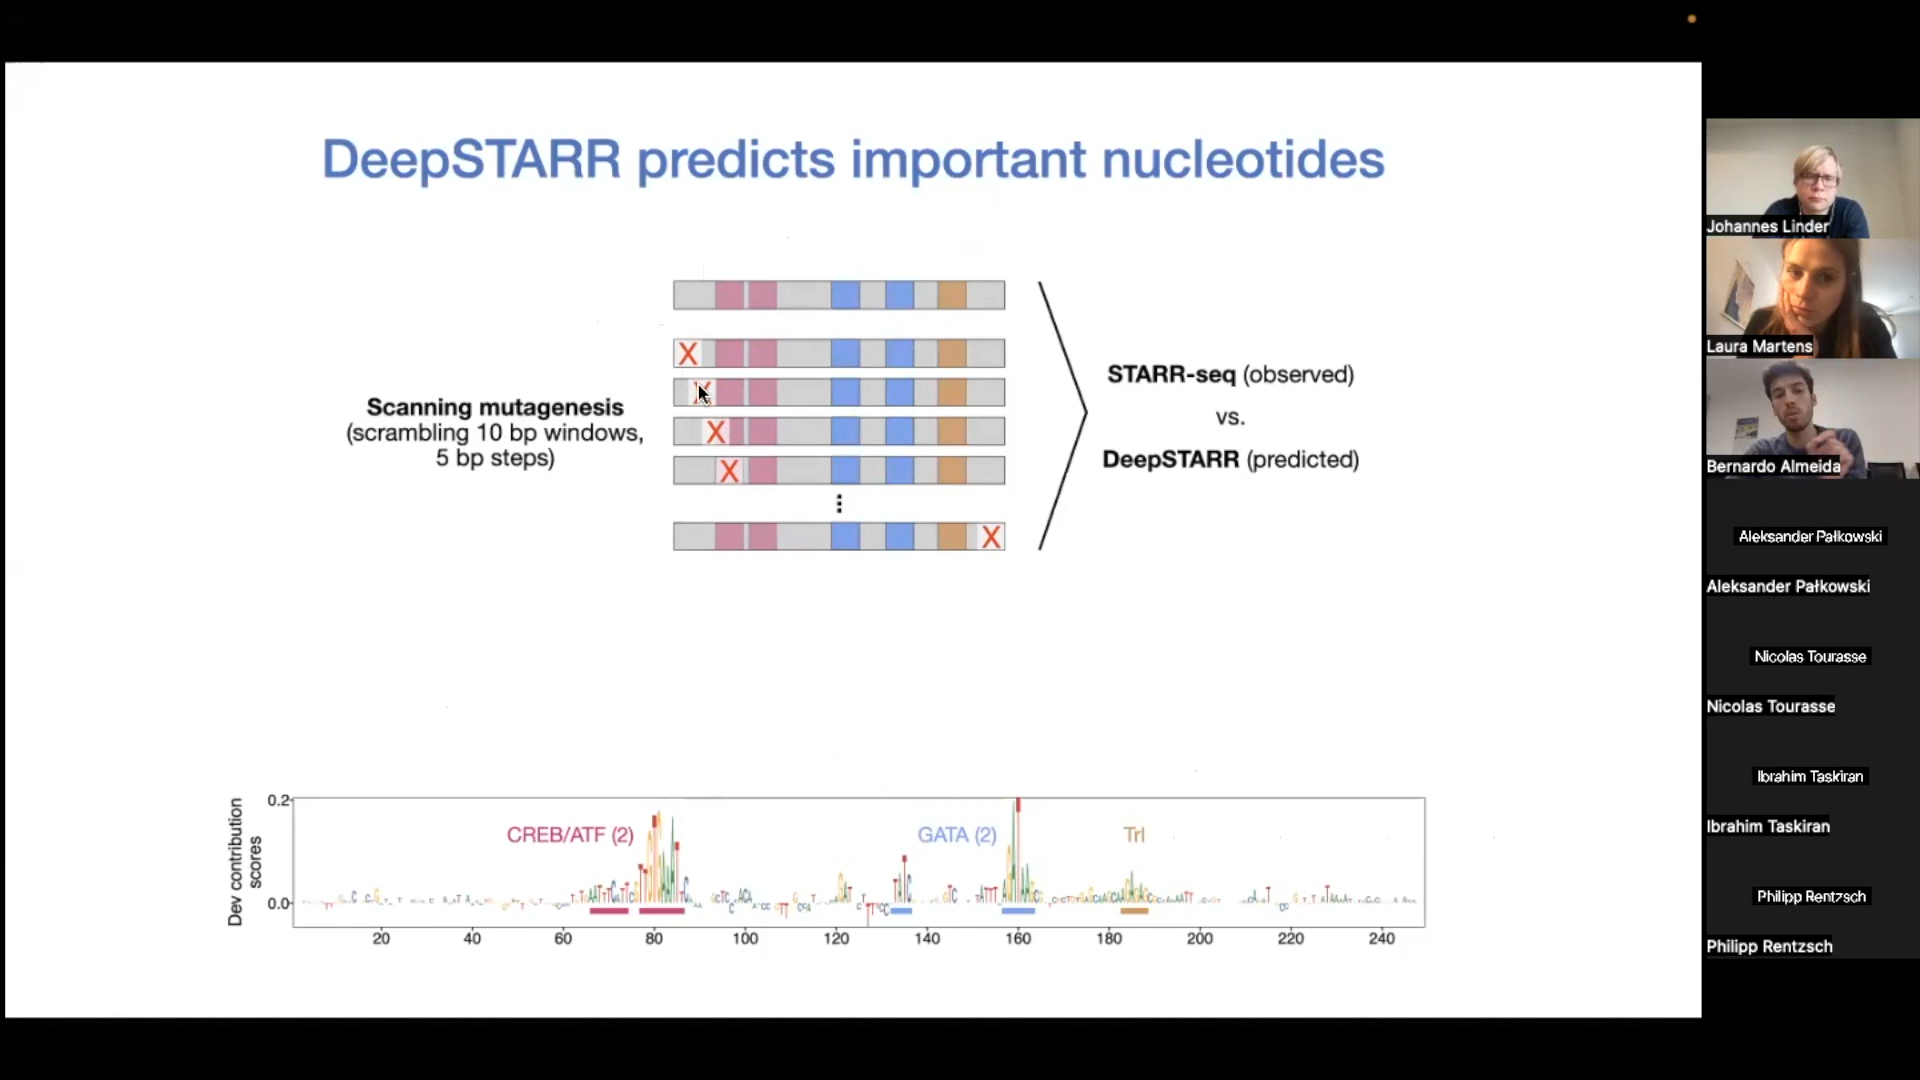 DeepSTARR predicts important nucleotides
Scanning mutagenesis
(scrambling 10 bp windows,
5 bp steps)
X
X
X
X
X
STARR-seq (observed)
vs.
DeepSTARR (predicted)
Dev contribution
scores
0.2
0.0
CREB/ATF (2)
GATA (2)
Trl
20 40 60 80 100 120 140 160 180 200 220 240
Johannes Linder
Laura Martens
Bernardo Almeida
Aleksander Pałkowski
Aleksander Pałkowski
Nicolas Tourasse
Nicolas Tourasse
Ibrahim Taskiran
Ibrahim Taskiran
Philipp Rentzsch
Philipp Rentzsch